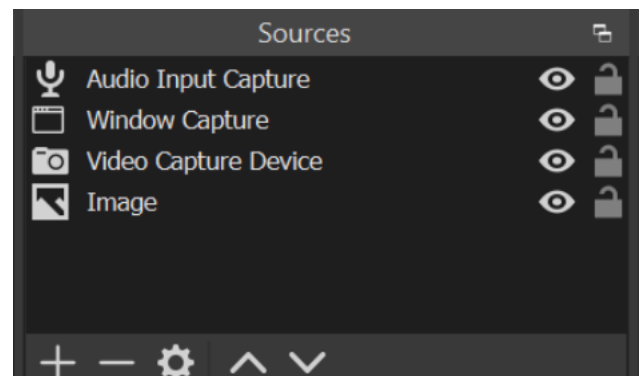 Sources
Audio Input Capture
Window Capture
Video Capture Device
Image